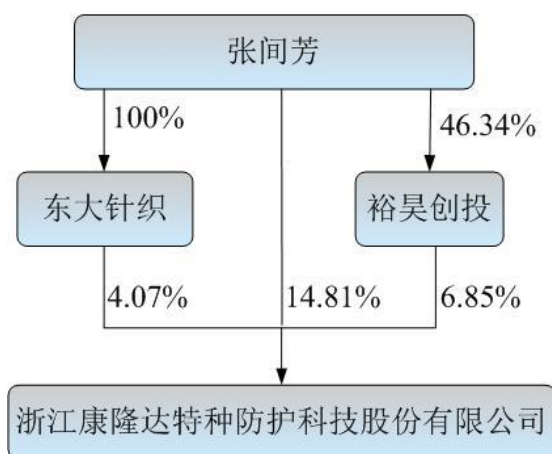 张间芳
100%
46.34%
东大针织
裕昊创投
4.07%
14.81%
6.85%
浙江康隆达特种防护科技股份有限公司